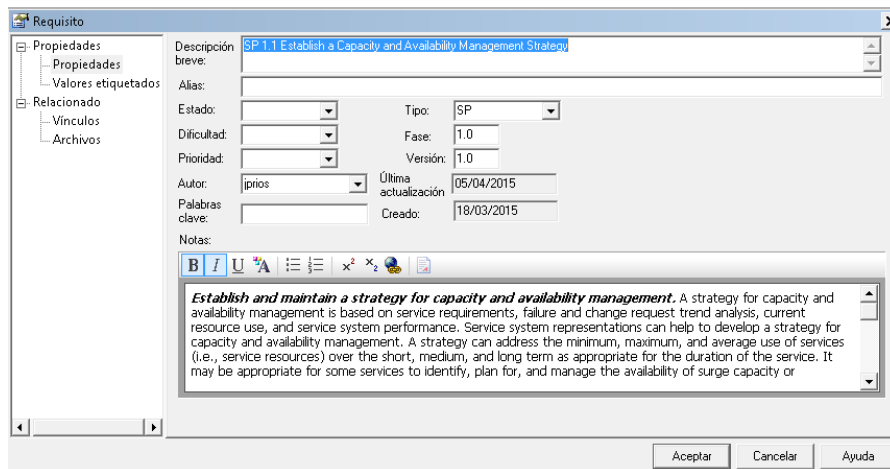 Requisito
Propiedades
Propiedades
Valores etiquetados
Relacionado
Vínculos
Archivos
Descripción breve: SP 1.1 Establish a Capacity and Availability Management Strategy
Alias:
Estado: Tipo: SP
Dificultad: Fase: 1.0
Prioridad: Versión: 1.0
Autor: jprios Última actualización 05/04/2015
Palabras clave: Creado: 18/03/2015
Notas:
B I U A x² x₂
Establish and maintain a strategy for capacity and availability management. A strategy for capacity and
availability management is based on service requirements, failure and change request trend analysis, current
resource use, and service system performance. Service system representations can help to develop a strategy for
capacity and availability management. A strategy can address the minimum, maximum, and average use of services
(i.e., service resources) over the short, medium, and long term as appropriate for the duration of the service. It
may be appropriate for some services to identify, plan for, and manage the availability of surge capacity or
Aceptar Cancelar Ayuda